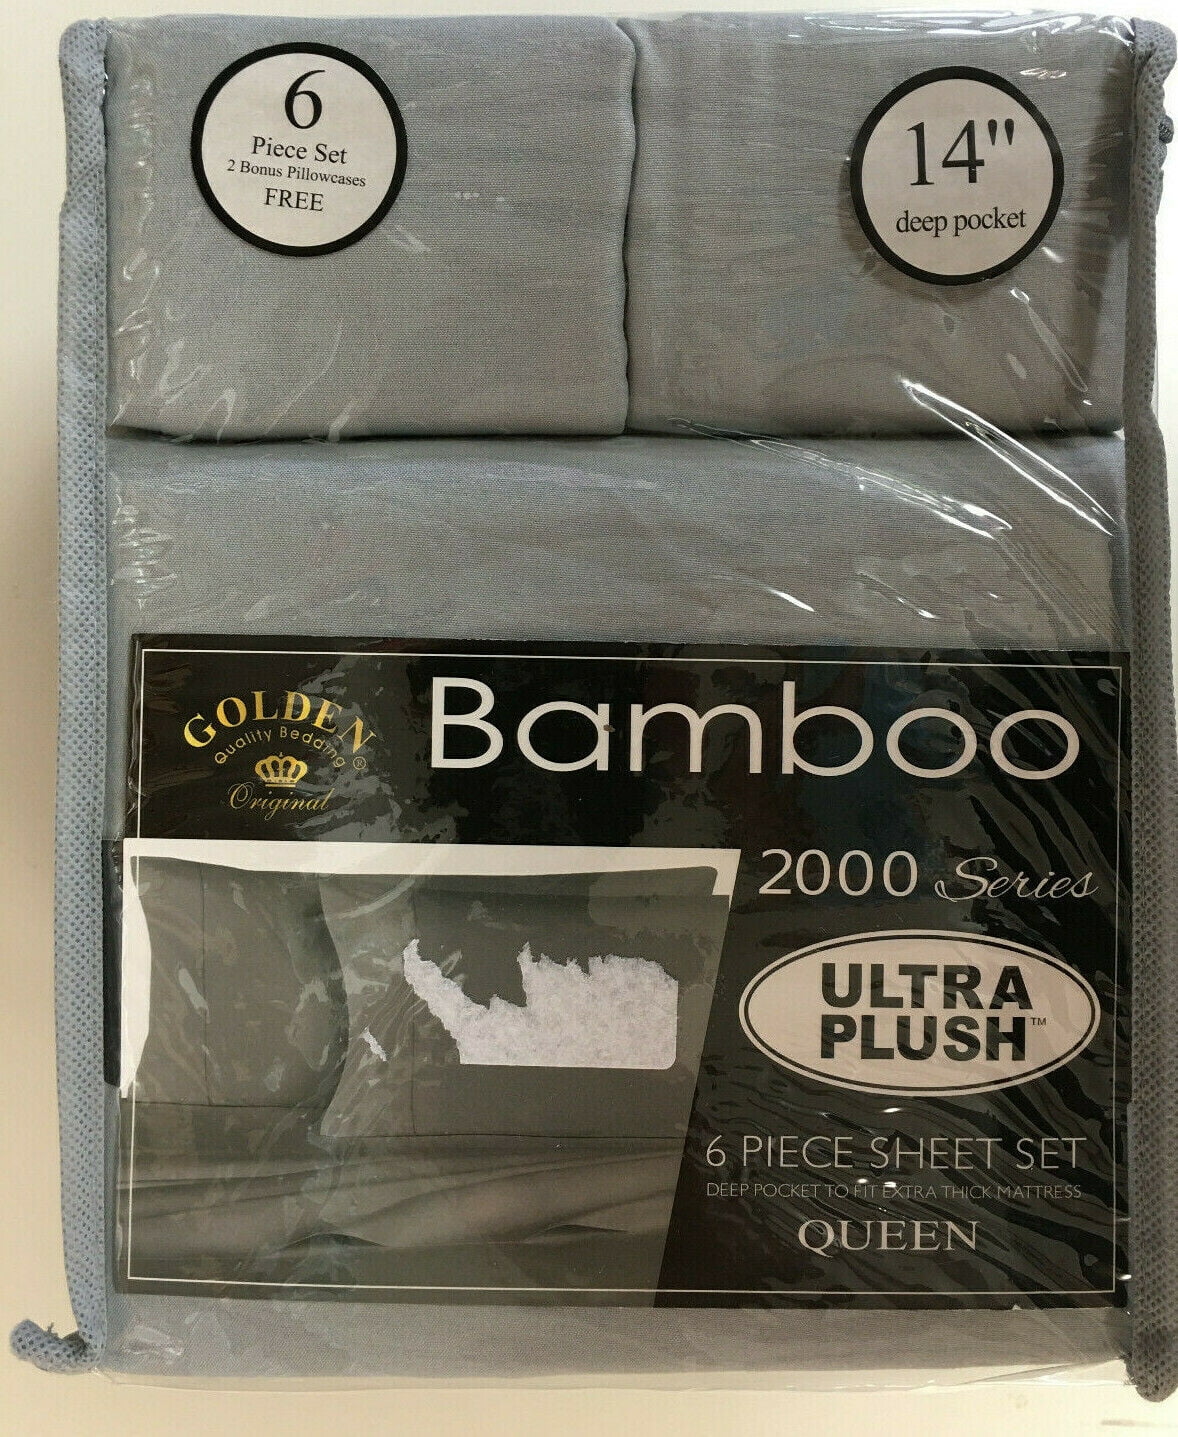 6
Piece Set
2 Bonus Pillowcases
FREE
14"
deep pocket
GOLDEN
Quality Bedding®
Original
Bamboo
2000 Series
ULTRA
PLUSH™
6 PIECE SHEET SET
DEEP POCKET TO FIT EXTRA THICK MATTRESS
QUEEN